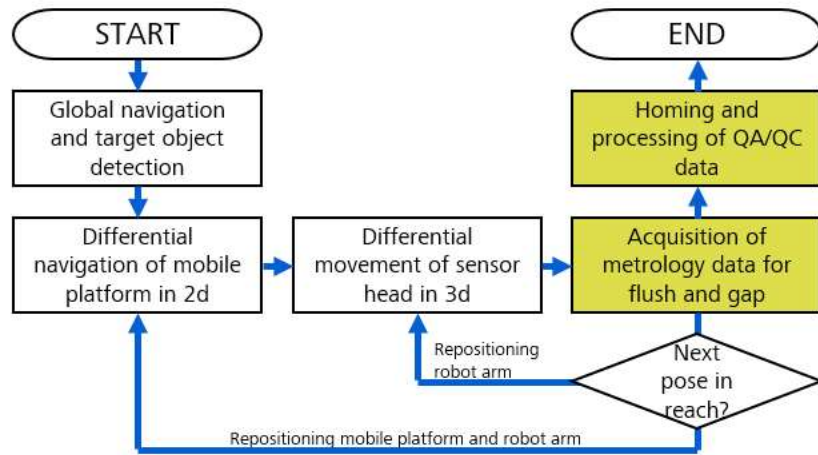 START
END
Global navigation
and target object
detection
Homing and
processing of QA/QC
data
Differential
navigation of mobile
platform in 2d
Differential
movement of sensor
head in 3d
Acquisition of
metrology data for
flush and gap
Repositioning
robot arm
Next
pose in
reach?
Repositioning mobile platform and robot arm